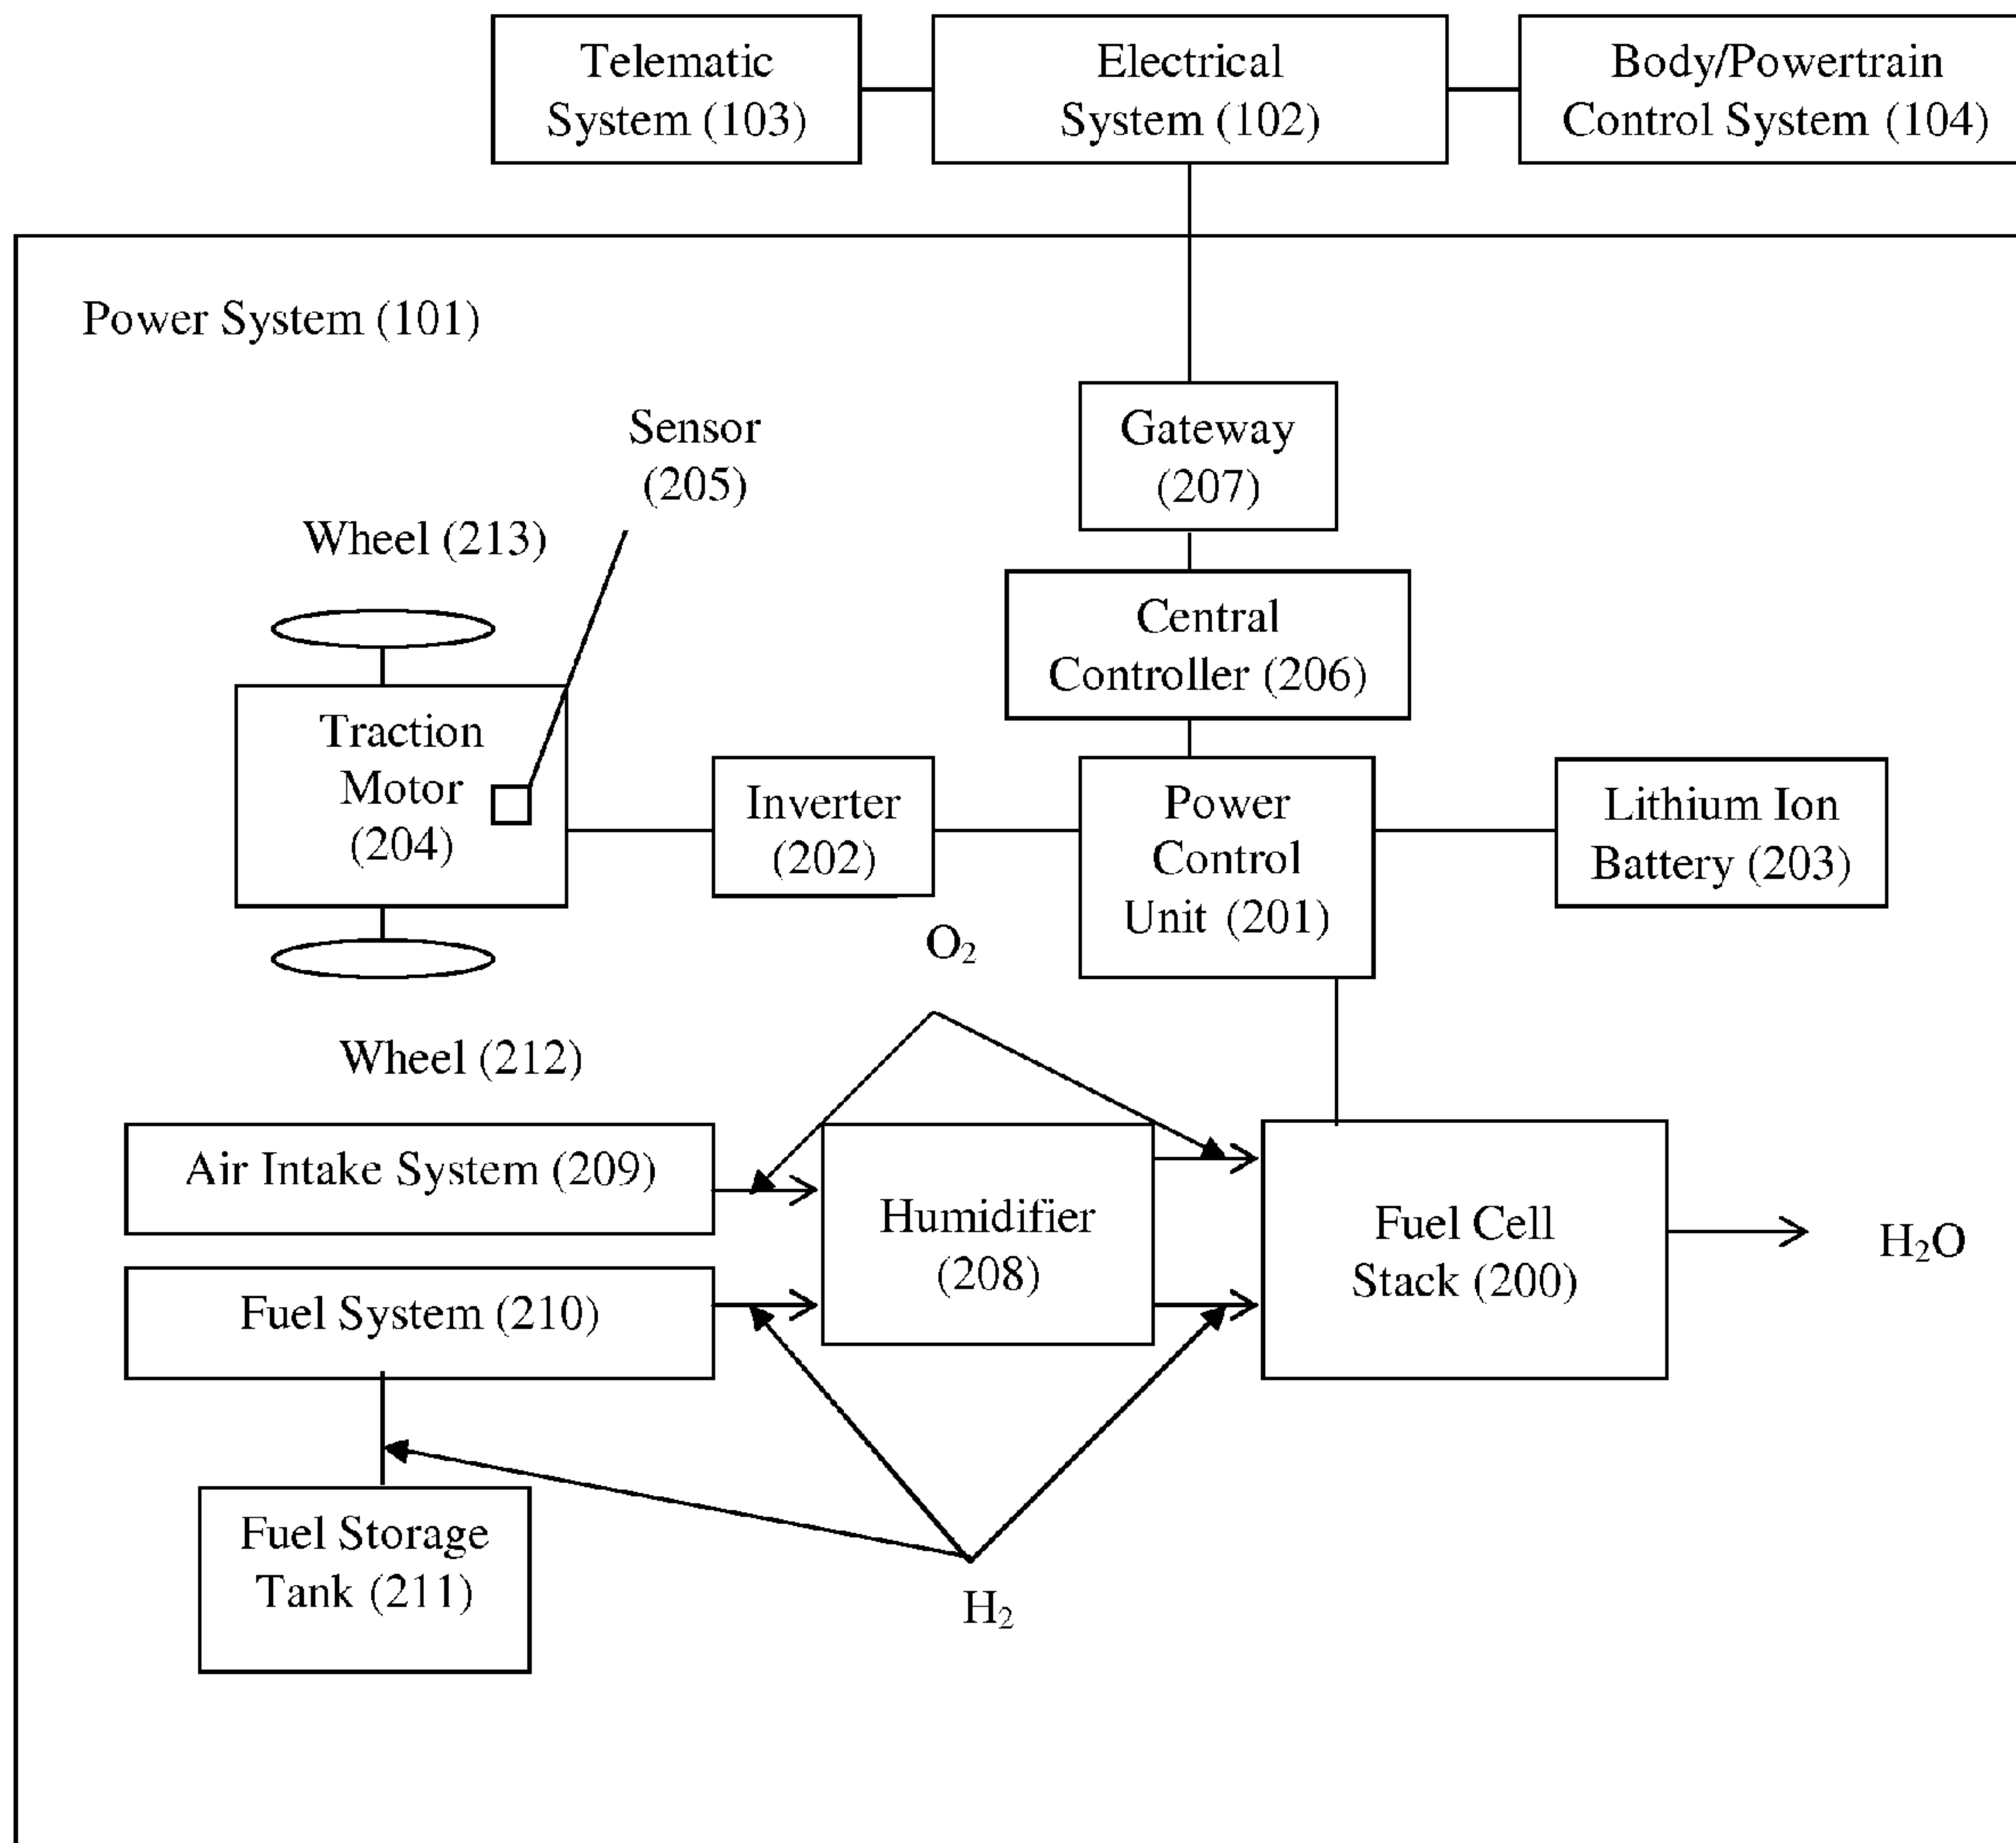 Telematic
System (103)
Electrical
System (102)
Body/Powertrain
Control System (104)
Power System (101)
Gateway
(207)
Sensor
(205)
Wheel (213)
Central
Controller (206)
Traction
Motor
(204)
Inverter
(202)
Power
Control
Unit (201)
Lithium Ion
Battery (203)
O₂
Wheel (212)
Air Intake System (209)
Humidifier
(208)
Fuel Cell
Stack (200)
H₂O
Fuel System (210)
Fuel Storage
Tank (211)
H₂